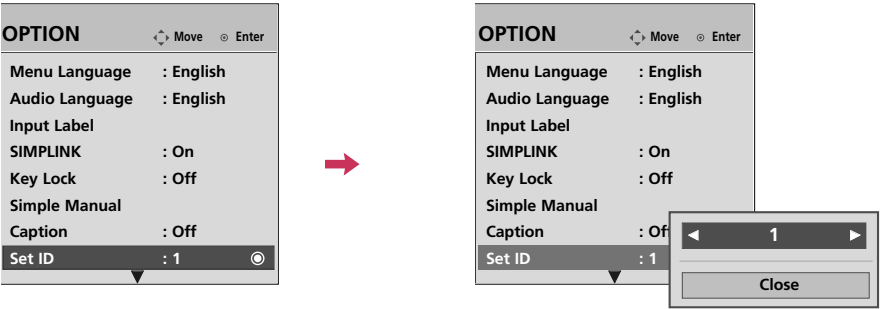 OPTION Move Enter
Menu Language : English
Audio Language : English
Input Label
SIMPLINK : On
Key Lock : Off
Simple Manual
Caption : Off
Set ID : 1
OPTION Move Enter
Menu Language : English
Audio Language : English
Input Label
SIMPLINK : On
Key Lock : Off
Simple Manual
Caption : Of
Set ID : 1
◀ 1 ▶
Close